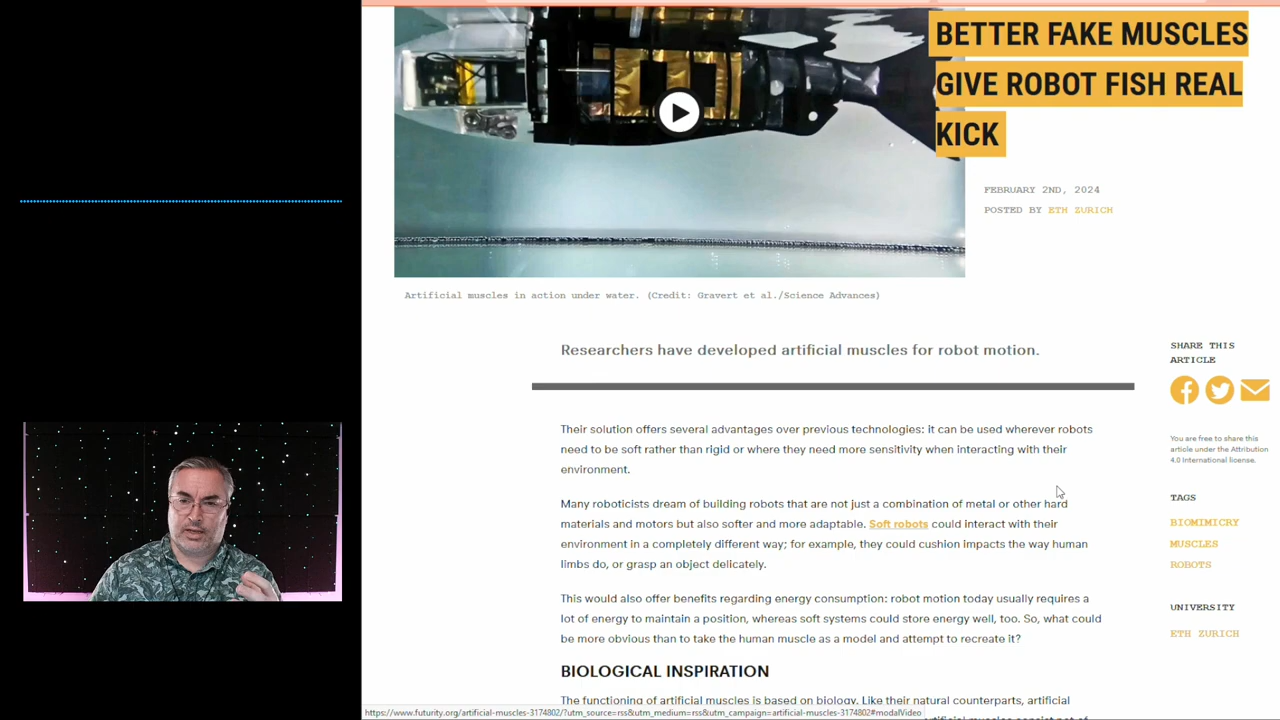 BETTER FAKE MUSCLES
GIVE ROBOT FISH REAL
KICK
FEBRUARY 2ND, 2024
POSTED BY ETH ZURICH
Artificial muscles in action under water. (Credit: Gravert et al./Science Advances)
Researchers have developed artificial muscles for robot motion.
Their solution offers several advantages over previous technologies: it can be used wherever robots
need to be soft rather than rigid or where they need more sensitivity when interacting with their
environment.
Many roboticists dream of building robots that are not just a combination of metal or other hard
materials and motors but also softer and more adaptable. Soft robots could interact with their
environment in a completely different way; for example, they could cushion impacts the way human
limbs do, or grasp an object delicately.
This would also offer benefits regarding energy consumption: robot motion today usually requires a
lot of energy to maintain a position, whereas soft systems could store energy well, too. So, what could
be more obvious than to take the human muscle as a model and attempt to recreate it?
BIOLOGICAL INSPIRATION
The functioning of artificial muscles is based on biology. Like their natural counterparts, artificial
SHARE THIS
ARTICLE
You are free to share this
article under the Attribution
4.0 International license.
TAGS
BIOMIMICRY
MUSCLES
ROBOTS
UNIVERSITY
ETH ZURICH
https://www.futurity.org/artificial-muscles-3174802/?utm_source=rss&utm_medium=rss&utm_campaign=artificial-muscles-3174802#modalVideo